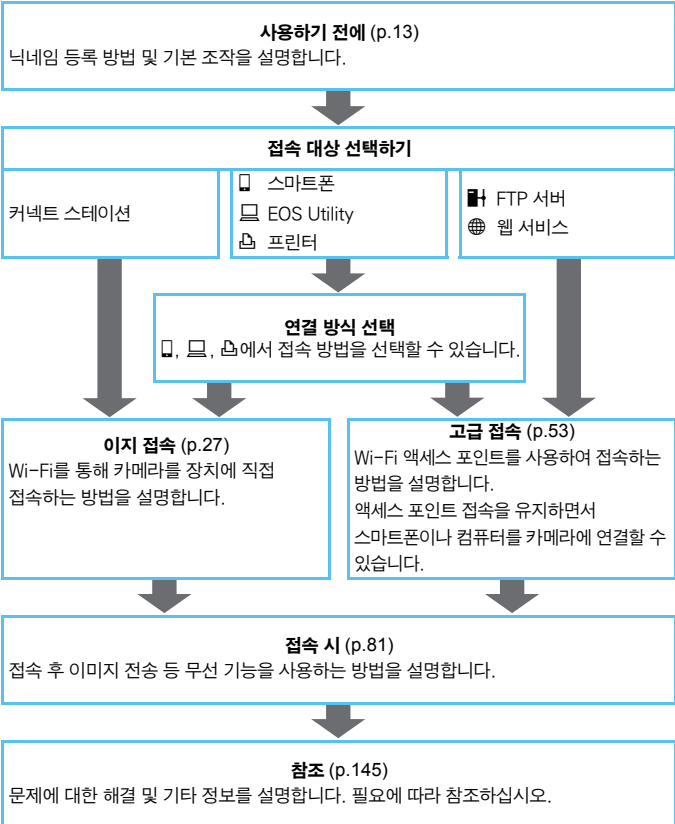 사용하기 전에 (p.13)
닉네임 등록 방법 및 기본 조작을 설명합니다.
접속 대상 선택하기
커넥트 스테이션
스마트폰
EOS Utility
프린터
FTP 서버
웹 서비스
연결 방식 선택
, , 에서 접속 방법을 선택할 수 있습니다.
이지 접속 (p.27)
Wi-Fi를 통해 카메라를 장치에 직접
접속하는 방법을 설명합니다.
고급 접속 (p.53)
Wi-Fi 액세스 포인트를 사용하여 접속하는
방법을 설명합니다.
액세스 포인트 접속을 유지하면서
스마트폰이나 컴퓨터를 카메라에 연결할 수
있습니다.
접속 시 (p.81)
접속 후 이미지 전송 등 무선 기능을 사용하는 방법을 설명합니다.
참조 (p.145)
문제에 대한 해결 및 기타 정보를 설명합니다. 필요에 따라 참조하십시오.